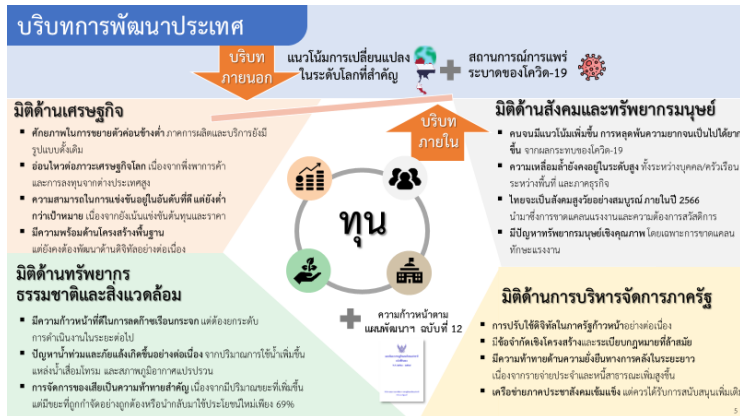 บริบทการพัฒนาประเทศ
บริบท
ภายนอก
แนวโน้มการเปลี่ยนแปลง
ในระดับโลกที่สำคัญ
สถานการณ์การแพร่
ระบาดของโควิด-19
มิติด้านเศรษฐกิจ
▪ ศักยภาพในการขยายตัวค่อนข้างต่ำ ภาคการผลิตและบริการยังมี
รูปแบบดั้งเดิม
▪ อ่อนไหวต่อภาวะเศรษฐกิจโลก เนื่องจากพึ่งพาการค้า
และการลงทุนจากต่างประเทศสูง
▪ ความสามารถในการแข่งขันอยู่ในอันดับที่ดี แต่ยังต่ำ
กว่าเป้าหมาย เนื่องจากยังเน้นแข่งขันต้นทุนและราคา
▪ มีความพร้อมด้านโครงสร้างพื้นฐาน
แต่ยังคงต้องพัฒนาด้านดิจิทัลอย่างต่อเนื่อง
บริบท
ภายใน
มิติด้านสังคมและทรัพยากรมนุษย์
▪ คนจนมีแนวโน้มเพิ่มขึ้น การหลุดพ้นความยากจนเป็นไปได้ยาก
ขึ้น จากผลกระทบของโควิด-19
▪ ความเหลื่อมล้ำยังคงอยู่ในระดับสูง ทั้งระหว่างบุคคล/ครัวเรือน
ระหว่างพื้นที่ และภาคธุรกิจ
▪ ไทยจะเป็นสังคมสูงวัยอย่างสมบูรณ์ ภายในปี 2566
นำมาซึ่งการขาดแคลนแรงงานและความต้องการสวัสดิการ
▪ มีปัญหาทรัพยากรมนุษย์เชิงคุณภาพ โดยเฉพาะการขาดแคลน
ทักษะแรงงาน
ทุน
มิติด้านทรัพยากร
ธรรมชาติและสิ่งแวดล้อม
▪ มีความก้าวหน้าที่ดีในการลดก๊าซเรือนกระจก แต่ต้องยกระดับ
การดำเนินงานในระยะต่อไป
▪ ปัญหาน้ำท่วมและภัยแล้งเกิดขึ้นอย่างต่อเนื่อง จากปริมาณการใช้น้ำเพิ่มขึ้น
แหล่งน้ำเสื่อมโทรม และสภาพภูมิอากาศแปรปรวน
▪ การจัดการของเสียเป็นความท้าทายสำคัญ เนื่องจากมีปริมาณขยะที่เพิ่มขึ้น
แต่มีขยะที่ถูกกำจัดอย่างถูกต้องหรือนำกลับมาใช้ประโยชน์ใหม่เพียง 69%
ความก้าวหน้าตาม
แผนพัฒนาฯ ฉบับที่ 12
มิติด้านการบริหารจัดการภาครัฐ
▪ การปรับใช้ดิจิทัลในภาครัฐก้าวหน้าอย่างต่อเนื่อง
▪ มีข้อจำกัดเชิงโครงสร้างและระเบียบกฎหมายที่ล้าสมัย
▪ มีความท้าทายด้านความยั่งยืนทางการคลังในระยะยาว
เนื่องจากรายจ่ายประจำและหนี้สาธารณะเพิ่มสูงขึ้น
▪ เครือข่ายภาคประชาสังคมเข้มแข็ง แต่ควรได้รับการสนับสนุนเพิ่มเติม
5